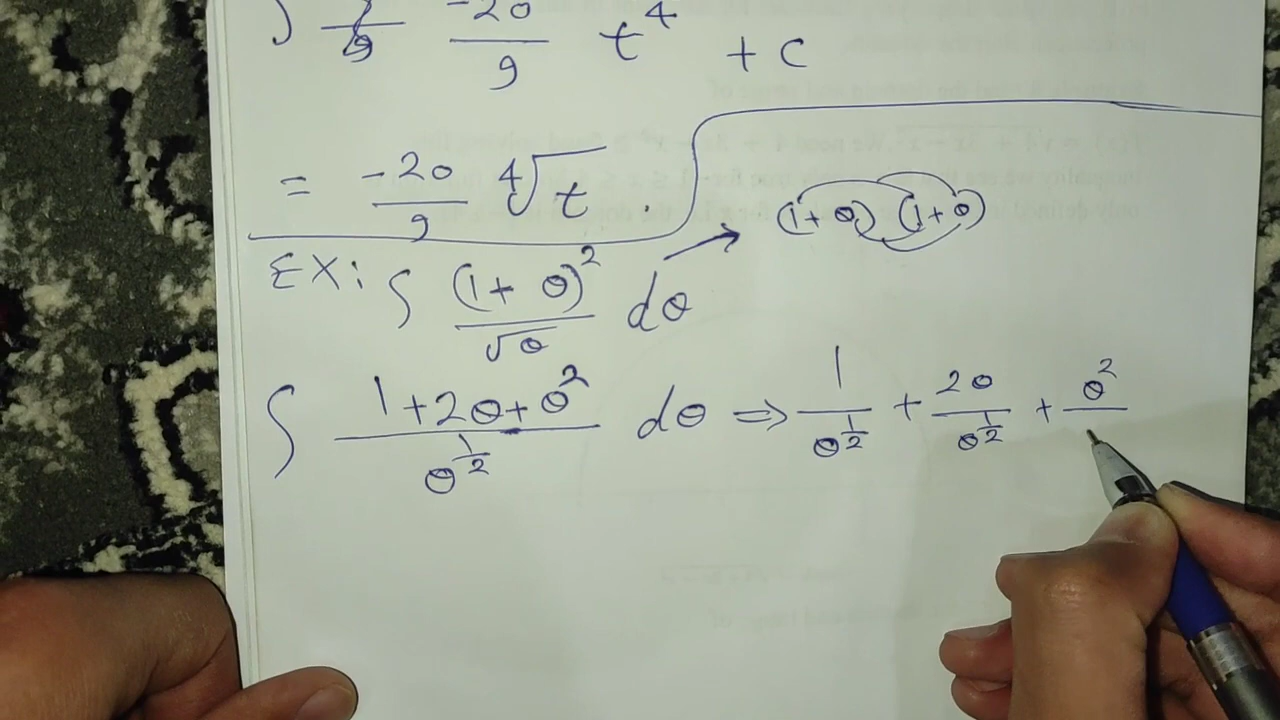 ∫ -20/9 t^4 + c
= -20/9 ∜t .
(1+θ) (1+θ)
EX: ∫ (1+θ)²/√θ dθ
∫ 1+2θ+θ²/θ^(1/2) dθ ⇒ 1/θ^(1/2) + 2θ/θ^(1/2) + θ²/